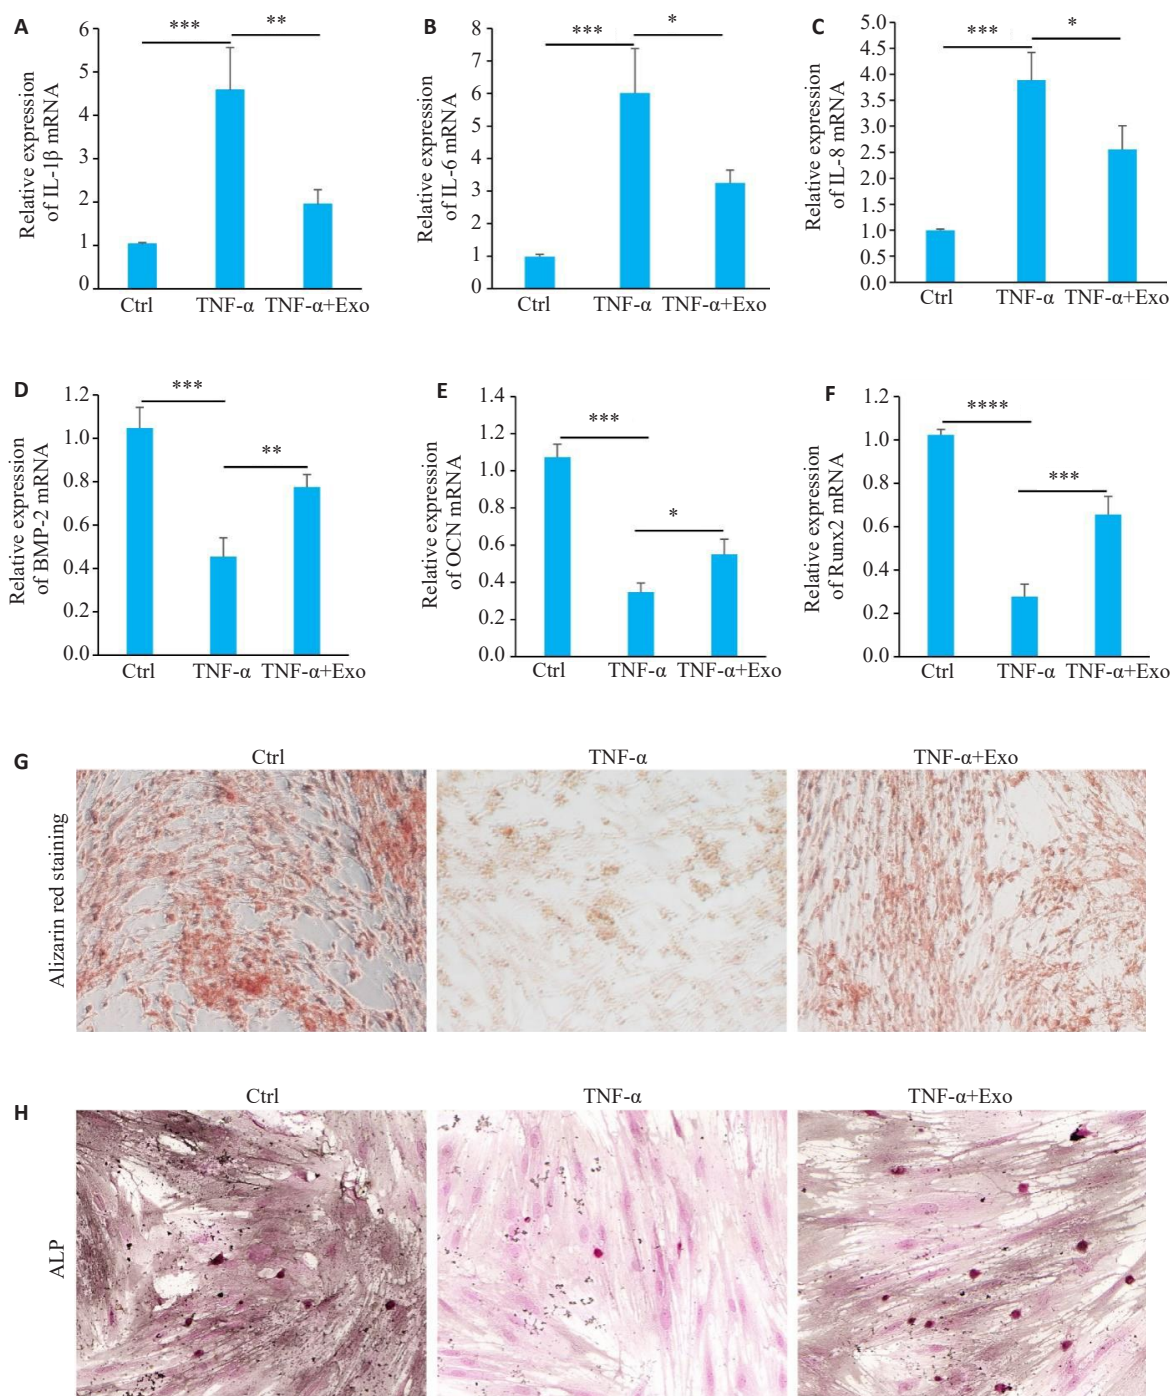 A
Relative expression
of IL-1β mRNA
6
5
4
3
2
1
0
***
**
Ctrl
TNF-α
TNF-α+Exo
B
Relative expression
of IL-6 mRNA
8
7
6
5
4
3
2
1
0
***
*
Ctrl
TNF-α
TNF-α+Exo
C
Relative expression
of IL-8 mRNA
5.0
4.5
4.0
3.5
3.0
2.5
2.0
1.5
1.0
0.5
0.0
***
*
Ctrl
TNF-α
TNF-α+Exo
D
Relative expression
of BMP-2 mRNA
1.2
1.0
0.8
0.6
0.4
0.2
0.0
***
**
Ctrl
TNF-α
TNF-α+Exo
E
Relative expression
of OCN mRNA
1.4
1.2
1.0
0.8
0.6
0.4
0.2
0.0
***
*
Ctrl
TNF-α
TNF-α+Exo
F
Relative expression
of Runx2 mRNA
1.2
1.0
0.8
0.6
0.4
0.2
0.0
****
***
Ctrl
TNF-α
TNF-α+Exo
G
Ctrl
TNF-α
TNF-α+Exo
Alizarin red staining
H
Ctrl
TNF-α
TNF-α+Exo
ALP